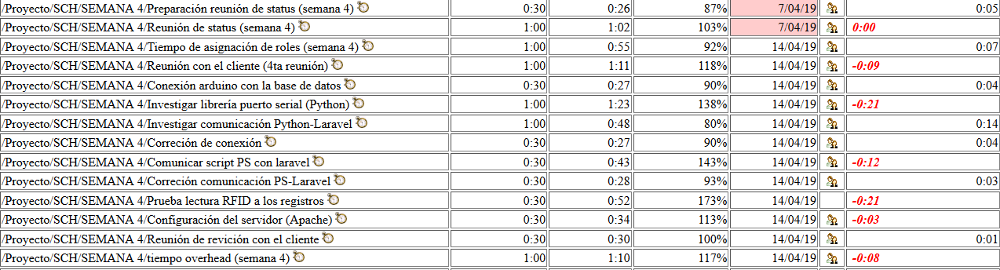 /Proyecto/SCH/SEMANA 4/Preparación reunión de status (semana 4) 0:30 0:26 87% 7/04/19 0:05
/Proyecto/SCH/SEMANA 4/Reunión de status (semana 4) 1:00 1:02 103% 7/04/19 0:00
/Proyecto/SCH/SEMANA 4/Tiempo de asignación de roles (semana 4) 1:00 0:55 92% 14/04/19 0:07
/Proyecto/SCH/SEMANA 4/Reunión con el cliente (4ta reunión) 1:00 1:11 118% 14/04/19 -0:09
/Proyecto/SCH/SEMANA 4/Conexión arduino con la base de datos 0:30 0:27 90% 14/04/19 0:04
/Proyecto/SCH/SEMANA 4/Investigar librería puerto serial (Python) 1:00 1:23 138% 14/04/19 -0:21
/Proyecto/SCH/SEMANA 4/Investigar comunicación Python-Laravel 1:00 0:48 80% 14/04/19 0:14
/Proyecto/SCH/SEMANA 4/Correción de conexión 0:30 0:27 90% 14/04/19 0:04
/Proyecto/SCH/SEMANA 4/Comunicar script PS con laravel 0:30 0:43 143% 14/04/19 -0:12
/Proyecto/SCH/SEMANA 4/Correción comunicación PS-Laravel 0:30 0:28 93% 14/04/19 0:03
/Proyecto/SCH/SEMANA 4/Prueba lectura RFID a los registros 0:30 0:52 173% 14/04/19 -0:21
/Proyecto/SCH/SEMANA 4/Configuración del servidor (Apache) 0:30 0:34 113% 14/04/19 -0:03
/Proyecto/SCH/SEMANA 4/Reunión de revición con el cliente 0:30 0:30 100% 14/04/19 0:01
/Proyecto/SCH/SEMANA 4/tiempo overhead (semana 4) 1:00 1:10 117% 14/04/19 -0:08